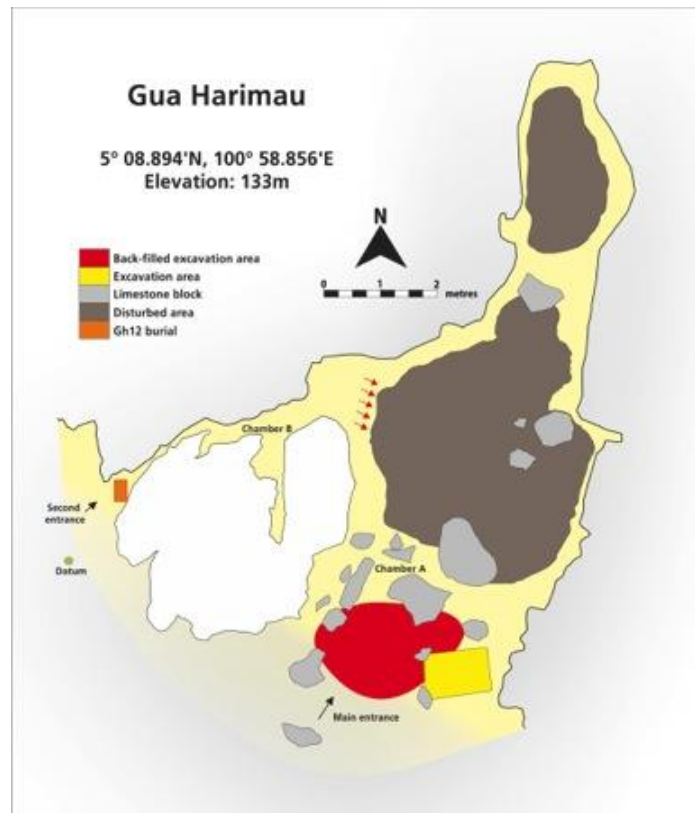 Gua Harimau
5° 08.894'N, 100° 58.856'E
Elevation: 133m
N
Back-filled excavation area
Excavation area
Limestone block
Disturbed area
Gh12 burial
0 1 2 metres
Chamber B
Second
entrance
Datum
Chamber A
Main entrance